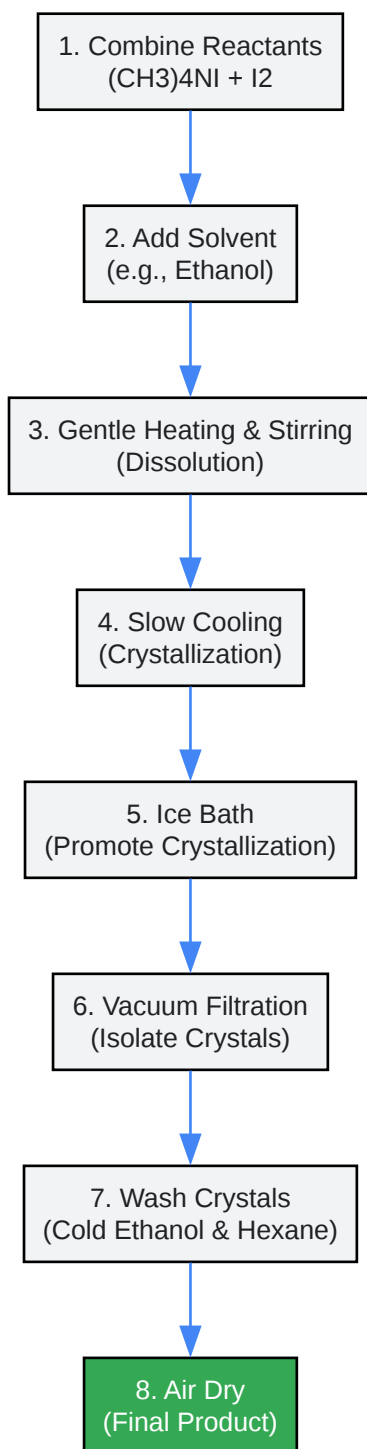 1. Combine Reactants
(CH3)4NI + I2
2. Add Solvent
(e.g., Ethanol)
3. Gentle Heating & Stirring
(Dissolution)
4. Slow Cooling
(Crystallization)
5. Ice Bath
(Promote Crystallization)
6. Vacuum Filtration
(Isolate Crystals)
7. Wash Crystals
(Cold Ethanol & Hexane)
8. Air Dry
(Final Product)